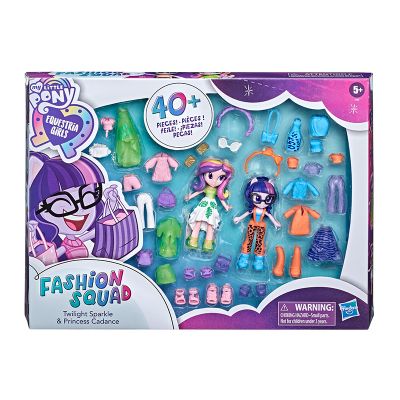 my LITTLE
PONY
EQUESTRIA
GIRLS
40+
PIECES! · PIÈCES !
FEILE! · ¡PIEZAS!
PEÇAS!
5+
FASHION
SQUAD
Twilight Sparkle
& Princess Cadance
WARNING:
CHOKING HAZARD—Small parts.
Not for children under 3 years.
Hasbro